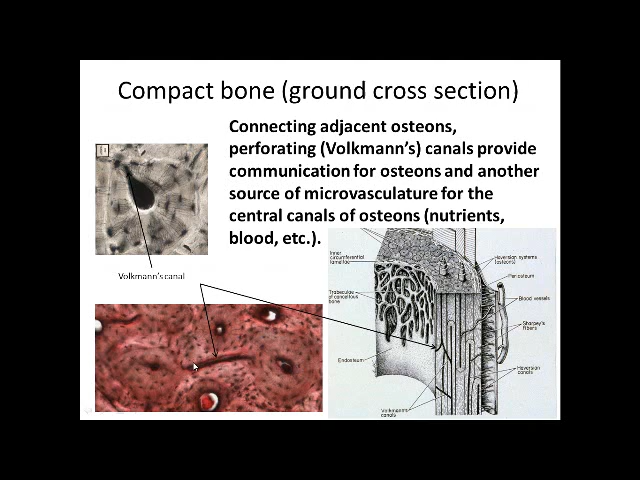 Compact bone (ground cross section)
Connecting adjacent osteons,
perforating (Volkmann's) canals provide
communication for osteons and another
source of microvasculature for the
central canals of osteons (nutrients,
blood, etc.).
Volkmann's canal
Inner
circumferential
lamellae
Trabeculae
of cancellous
bone
Endosteum
Volkmann's
canals
Haversian systems
(osteons)
Periosteum
Blood vessels
Sharpey's
fibers
Haversian
canals